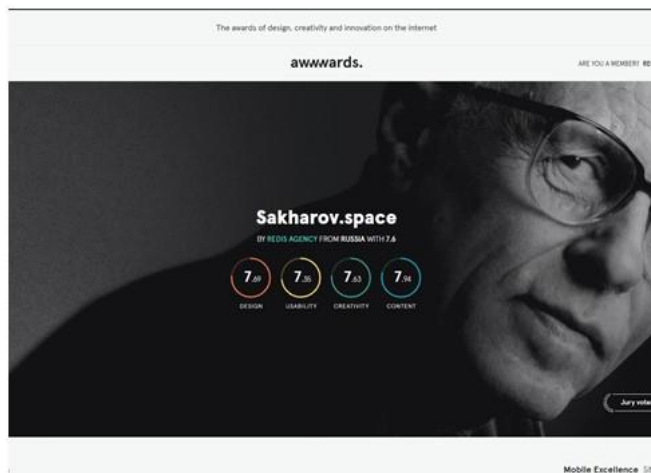 The awards of design, creativity and innovation on the internet
awwwards.
ARE YOU A MEMBER?
Sakharov.space
BY REDIS AGENCY FROM RUSSIA WITH 7.6
7.69 7.35 7.63 7.94
DESIGN USABILITY CREATIVITY CONTENT
Jury vote
Mobile Excellence